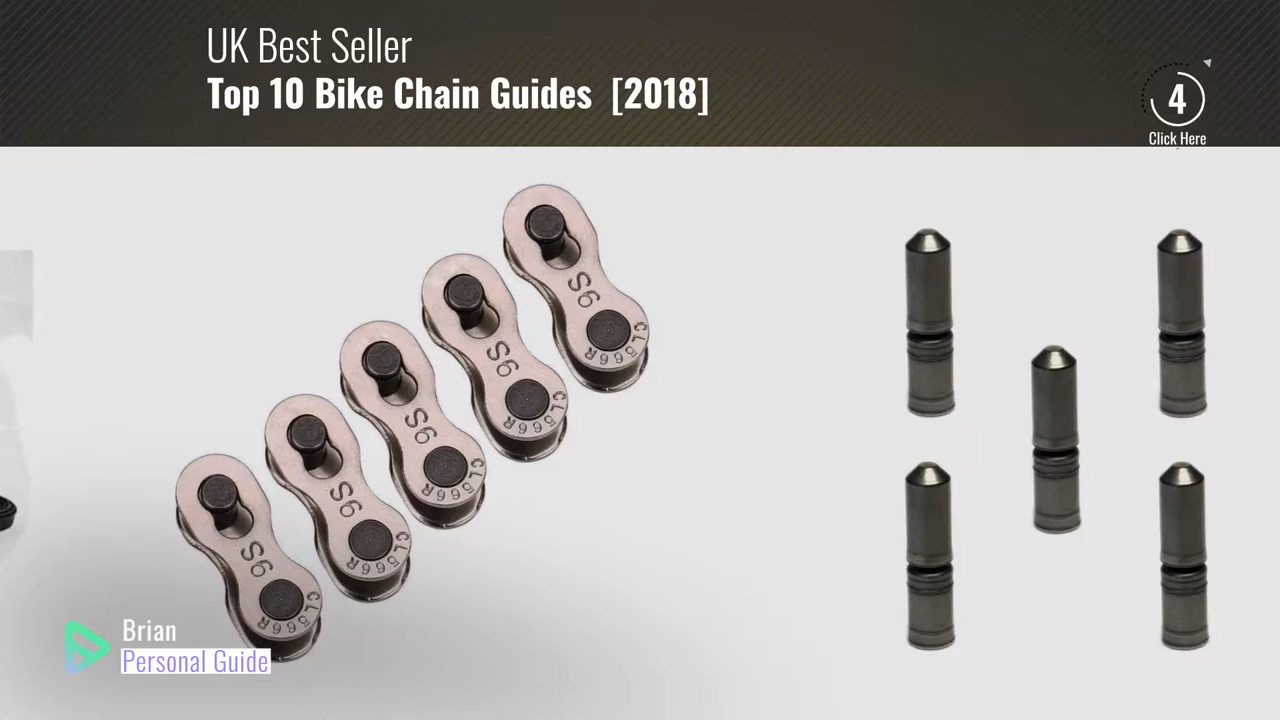 UK Best Seller
Top 10 Bike Chain Guides [2018]
4
Click Here
9S
CL566R
9S
CL566R
9S
CL566R
9S
CL566R
9S
CL566R
Brian
Personal Guide